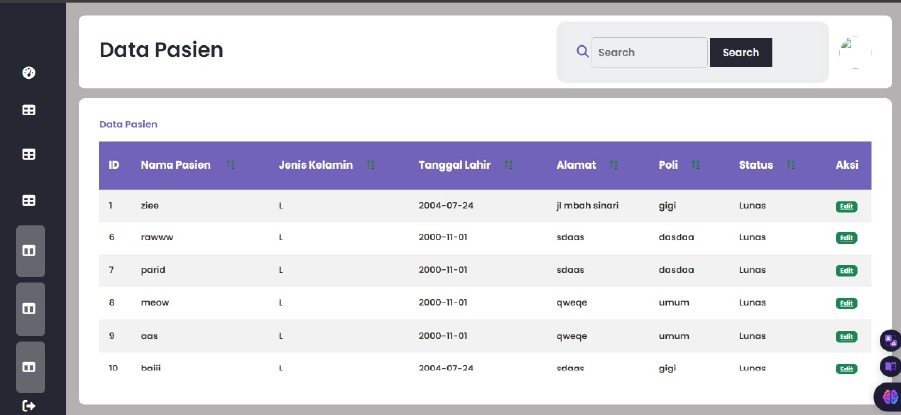 Data Pasien
Search Search
Data Pasien
ID Nama Pasien Jenis Kelamin Tanggal Lahir Alamat Poli Status Aksi
1 ziee L 2004-07-24 jl mbah sinari gigi Lunas Edit
6 rawww L 2000-11-01 sdaas dasdaa Lunas Edit
7 parid L 2000-11-01 sdaas dasdaa Lunas Edit
8 meow L 2000-11-01 qweqe umum Lunas Edit
9 aas L 2000-11-01 qweqe umum Lunas Edit
10 baiii L 2004-07-24 sdaas gigi Lunas Edit